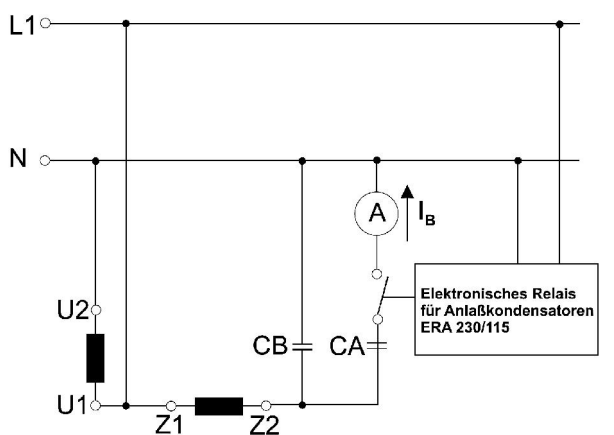 L1
N
A
I_B
U2
Elektronisches Relais
für Anlaßkondensatoren
ERA 230/115
CB
CA
U1
Z1
Z2